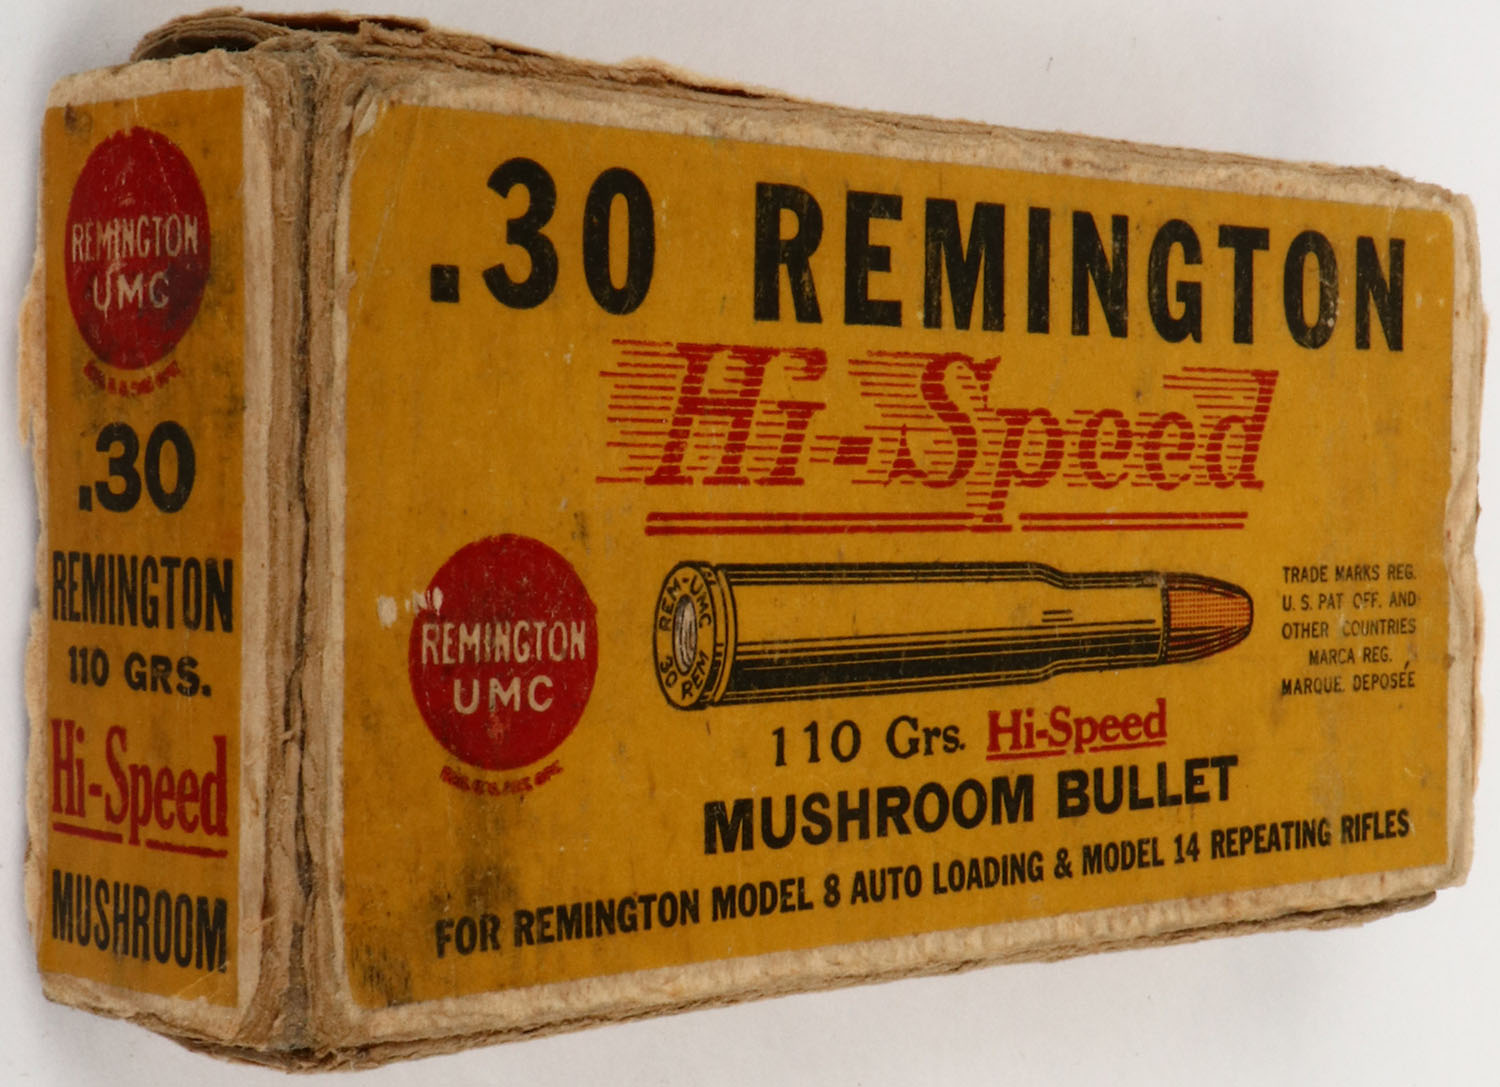 REMINGTON
UMC
.30
REMINGTON
110 GRS.
Hi-Speed
MUSHROOM
.30 REMINGTON
Hi-Speed
REMINGTON
UMC
REM-UMC
30 REM
TRADE MARKS REG.
U.S. PAT. OFF. AND
OTHER COUNTRIES
MARCA REG.
MARQUE DEPOSÉE
110 Grs. Hi-Speed
MUSHROOM BULLET
FOR REMINGTON MODEL 8 AUTO LOADING & MODEL 14 REPEATING RIFLES